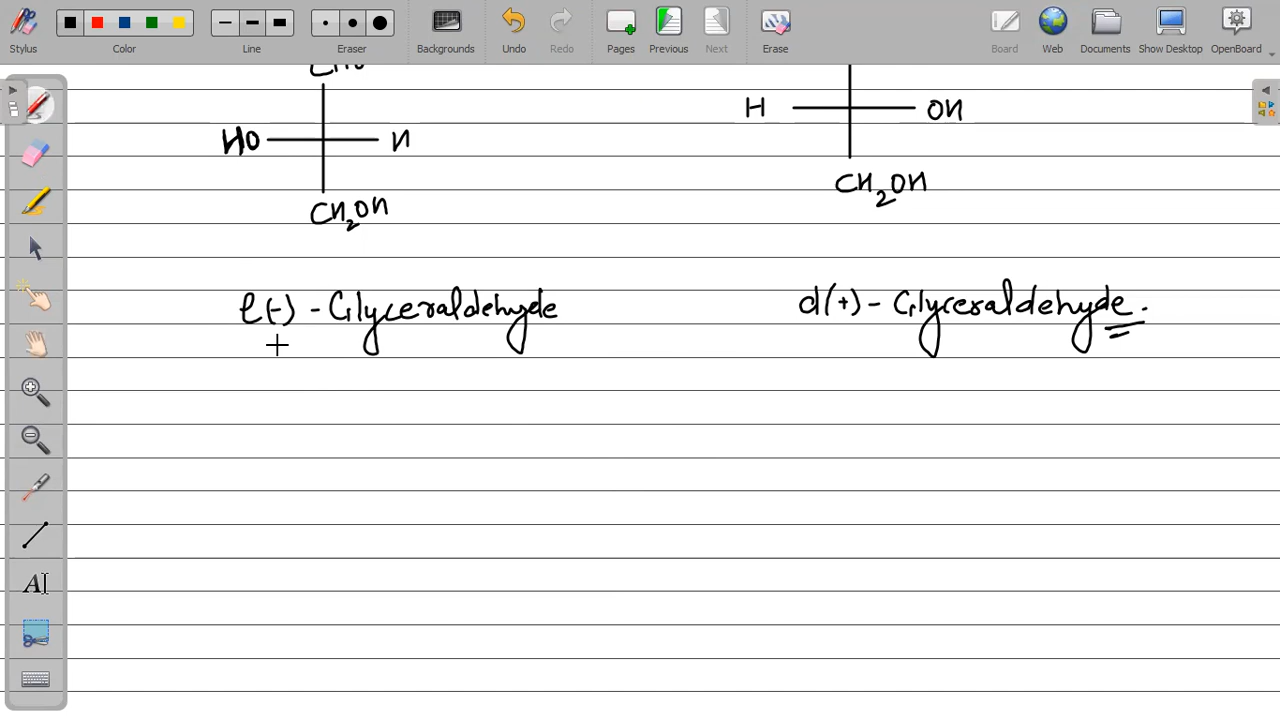 Stylus
Color
Line
Eraser
Backgrounds
Undo
Redo
Pages
Previous
Next
Erase
Board
Web
Documents
Show Desktop
OpenBoard
CHO
HO H
CH2OH
H OH
CH2OH
l(-) - Glyceraldehyde
d(+) - Glyceraldehyde.